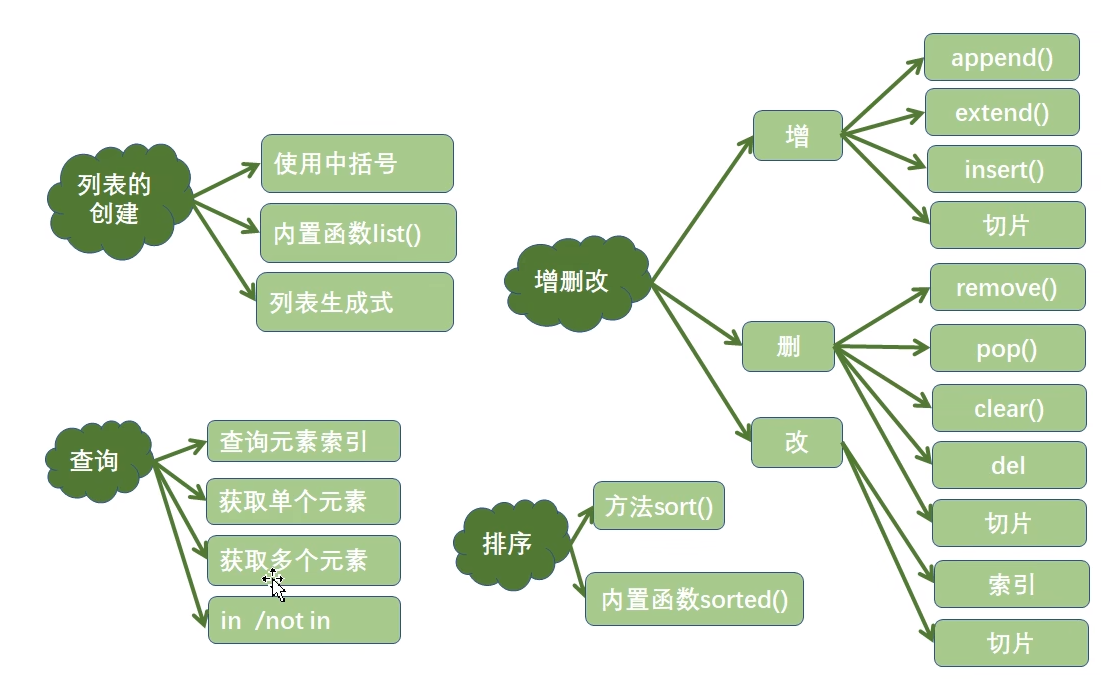 列表的
创建
使用中括号
内置函数list()
列表生成式
查询
查询元素索引
获取单个元素
获取多个元素
in /not in
增删改
增
append()
extend()
insert()
切片
删
remove()
pop()
clear()
del
切片
改
索引
切片
排序
方法sort()
内置函数sorted()